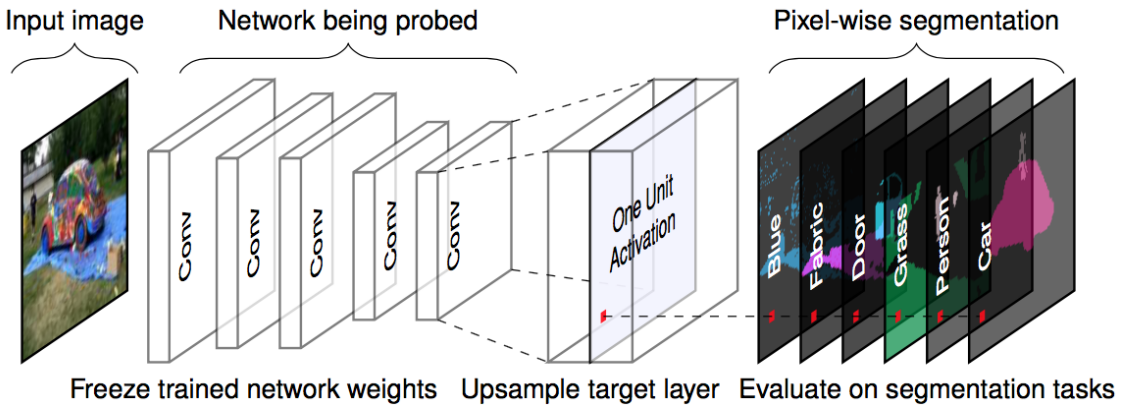 Input image
Network being probed
Pixel-wise segmentation
Conv
Conv
Conv
Conv
Conv
One Unit
Activation
Blue
Fabric
Door
Grass
Person
Car
Freeze trained network weights
Upsample target layer
Evaluate on segmentation tasks